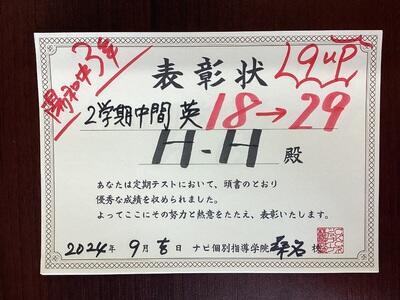 陽和中3年
9up
表彰状
2学期中間 英 18→29
H-H 殿
あなたは定期テストにおいて、頭書のとおり
優秀な成績を収められました。
よってここにその努力と熱意をたたえ、表彰いたします。
2024年 9月吉日 ナビ個別指導学院 桑名校